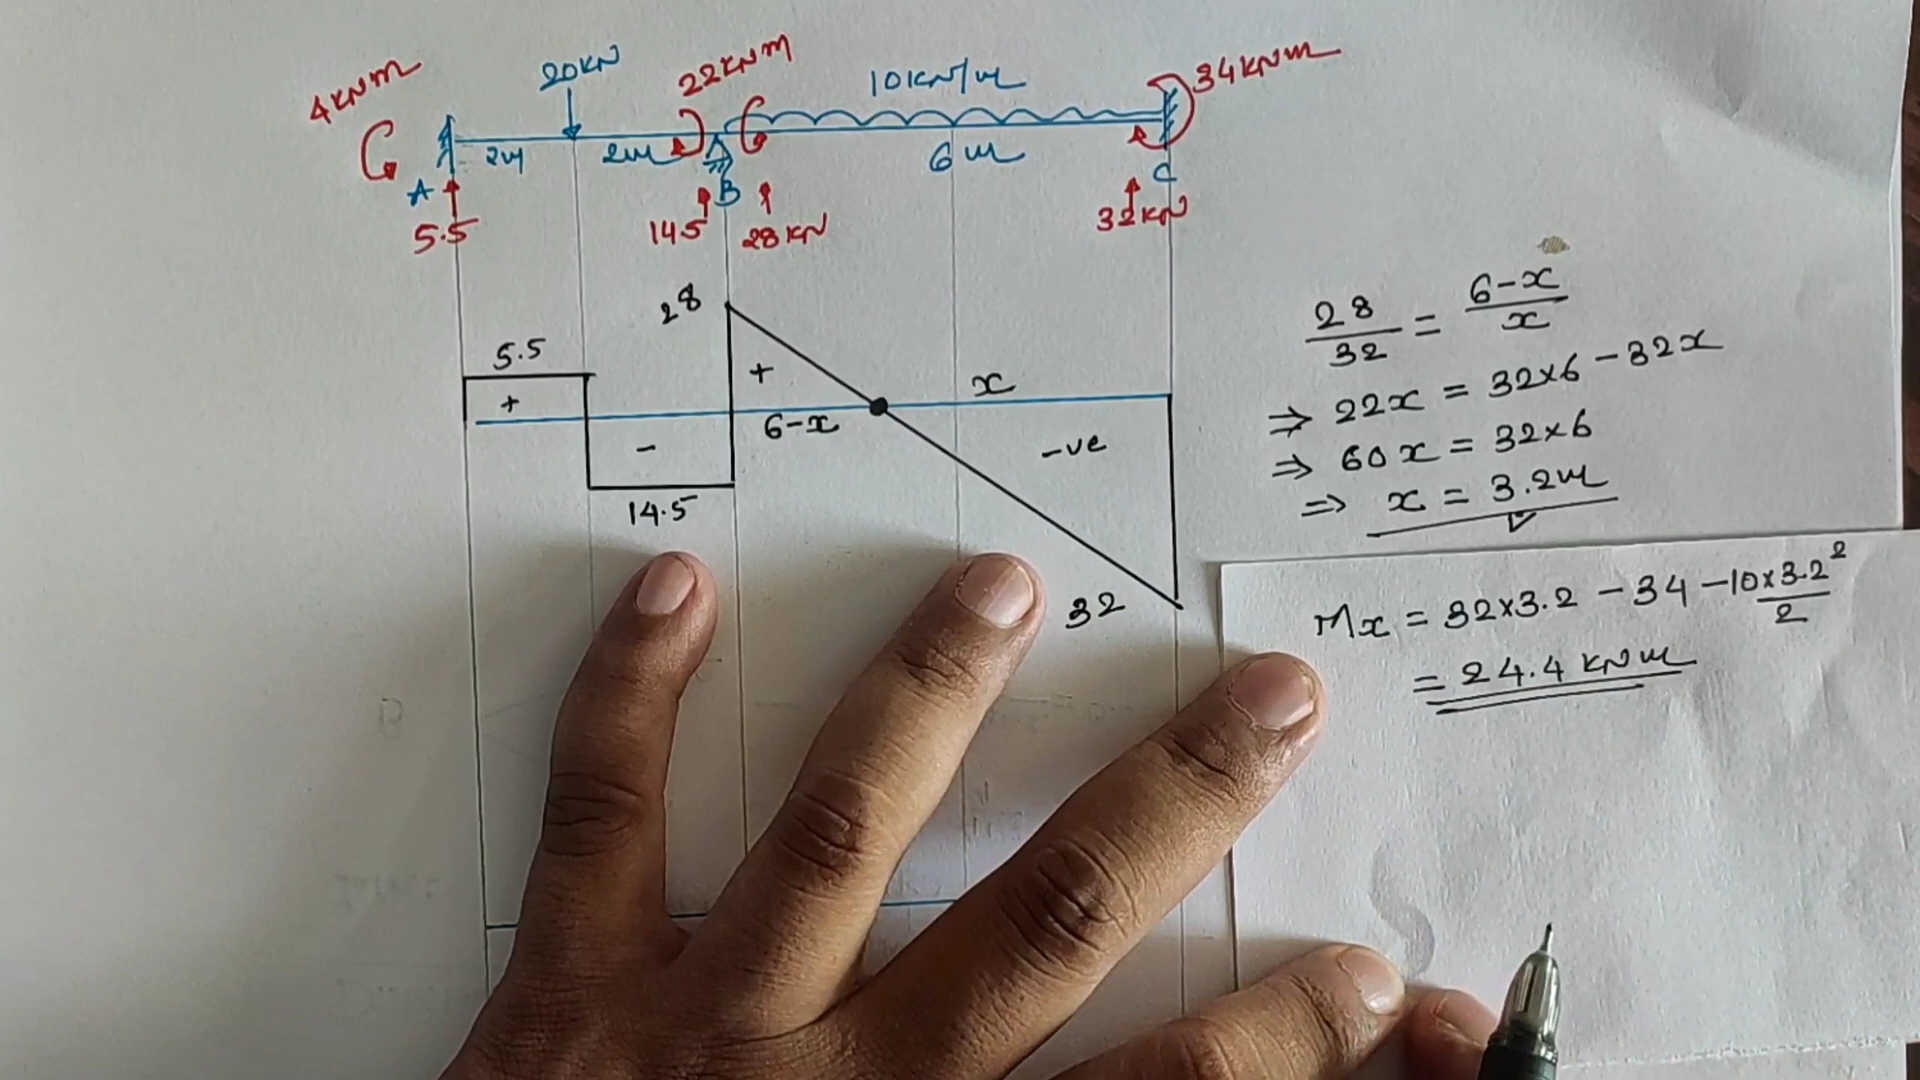 4KNm
20KN
22KNm
10KN/m
34KNm
2m
2m
6m
A
B
C
5.5
14.5
28KN
32KN
28
5.5
+
+
-
6-x
x
-ve
14.5
32
28/32 = 6-x/x
⇒ 22x = 32×6 - 32x
⇒ 60x = 32×6
⇒ x = 3.2m
Mx = 32×3.2 - 34 - 10×3.2²/2
= 24.4 KNm